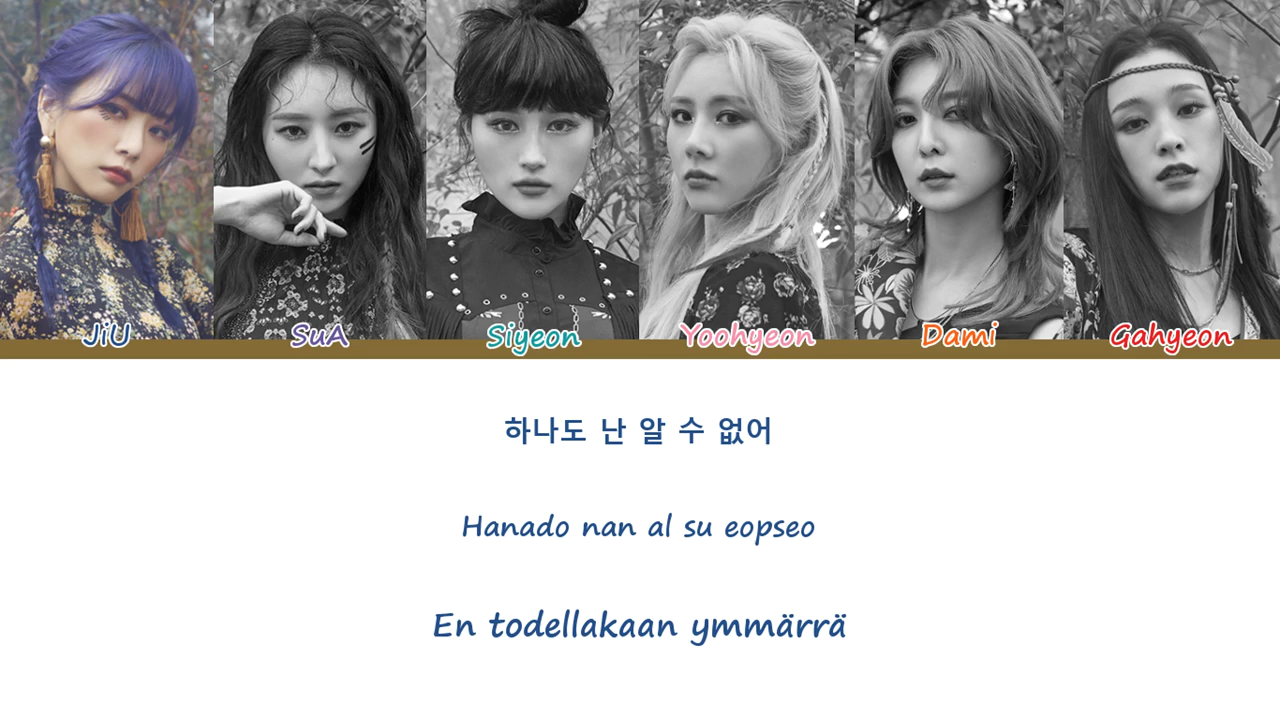 JiU SuA Siyeon Yoohyeon Dami Gahyeon
하나도 난 알 수 없어
Hanado nan al su eopseo
En todellakaan ymmärrä